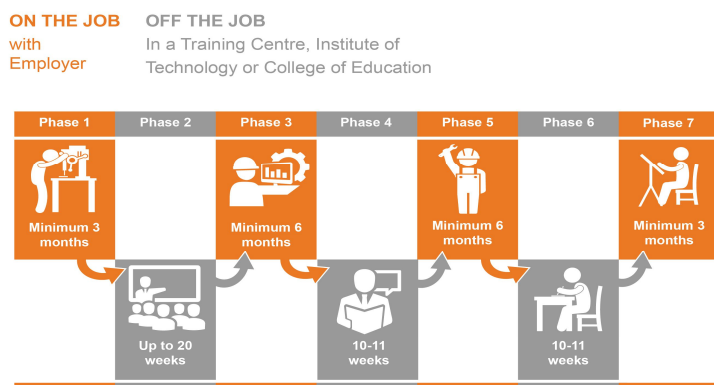 ON THE JOB
with
Employer
OFF THE JOB
In a Training Centre, Institute of
Technology or College of Education
Phase 1
Phase 2
Phase 3
Phase 4
Phase 5
Phase 6
Phase 7
Minimum 3
months
Minimum 6
months
Minimum 6
months
Minimum 3
months
Up to 20
weeks
10-11
weeks
10-11
weeks